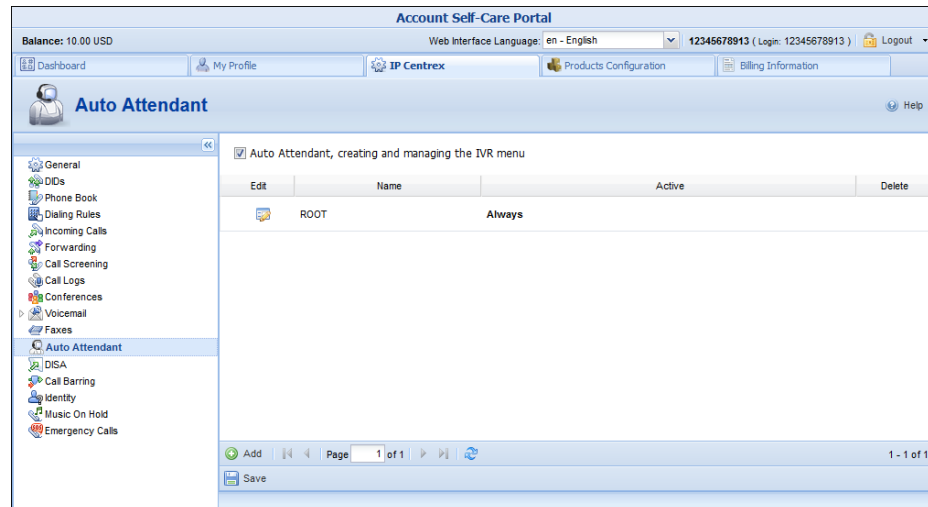 Account Self-Care Portal
Balance: 10.00 USD Web Interface Language: en - English 12345678913 ( Login: 12345678913 ) Logout
Dashboard My Profile IP Centrex Products Configuration Billing Information
Auto Attendant Help
Auto Attendant, creating and managing the IVR menu
Edit Name Active Delete
ROOT Always
General
DIDs
Phone Book
Dialing Rules
Incoming Calls
Forwarding
Call Screening
Call Logs
Conferences
Voicemail
Faxes
Auto Attendant
DISA
Call Barring
Identity
Music On Hold
Emergency Calls
Add Page 1 of 1 1 - 1 of 1
Save